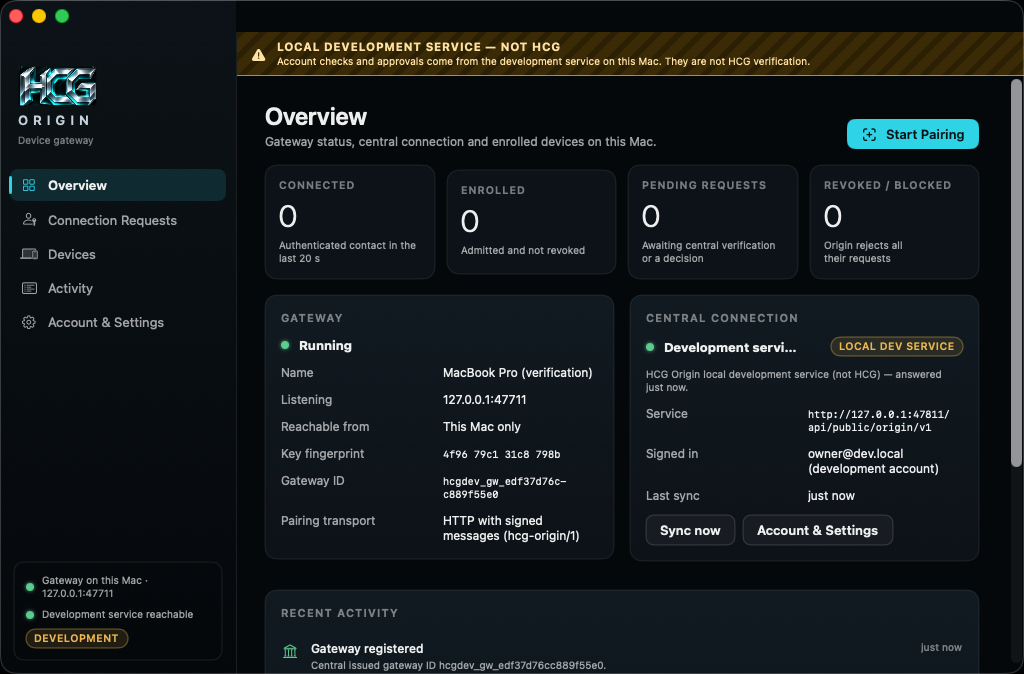 LOCAL DEVELOPMENT SERVICE — NOT HCG
Account checks and approvals come from the development service on this Mac. They are not HCG verification.
HCG
ORIGIN
Device gateway
Overview
Connection Requests
Devices
Activity
Account & Settings
Gateway on this Mac ·
127.0.0.1:47711
Development service reachable
DEVELOPMENT
Overview
Gateway status, central connection and enrolled devices on this Mac.
Start Pairing
CONNECTED
0
Authenticated contact in the
last 20 s
ENROLLED
0
Admitted and not revoked
PENDING REQUESTS
0
Awaiting central verification
or a decision
REVOKED / BLOCKED
0
Origin rejects all
their requests
GATEWAY
Running
Name MacBook Pro (verification)
Listening 127.0.0.1:47711
Reachable from This Mac only
Key fingerprint 4f96 79c1 31c8 798b
Gateway ID hcgdev_gw_edf37d76c–
c889f55e0
Pairing transport HTTP with signed
messages (hcg-origin/1)
CENTRAL CONNECTION
Development servi...
LOCAL DEV SERVICE
HCG Origin local development service (not HCG) — answered
just now.
Service http://127.0.0.1:47811/
api/public/origin/v1
Signed in owner@dev.local
(development account)
Last sync just now
Sync now
Account & Settings
RECENT ACTIVITY
Gateway registered just now
Central issued gateway ID hcgdev_gw_edf37d76cc889f55e0.